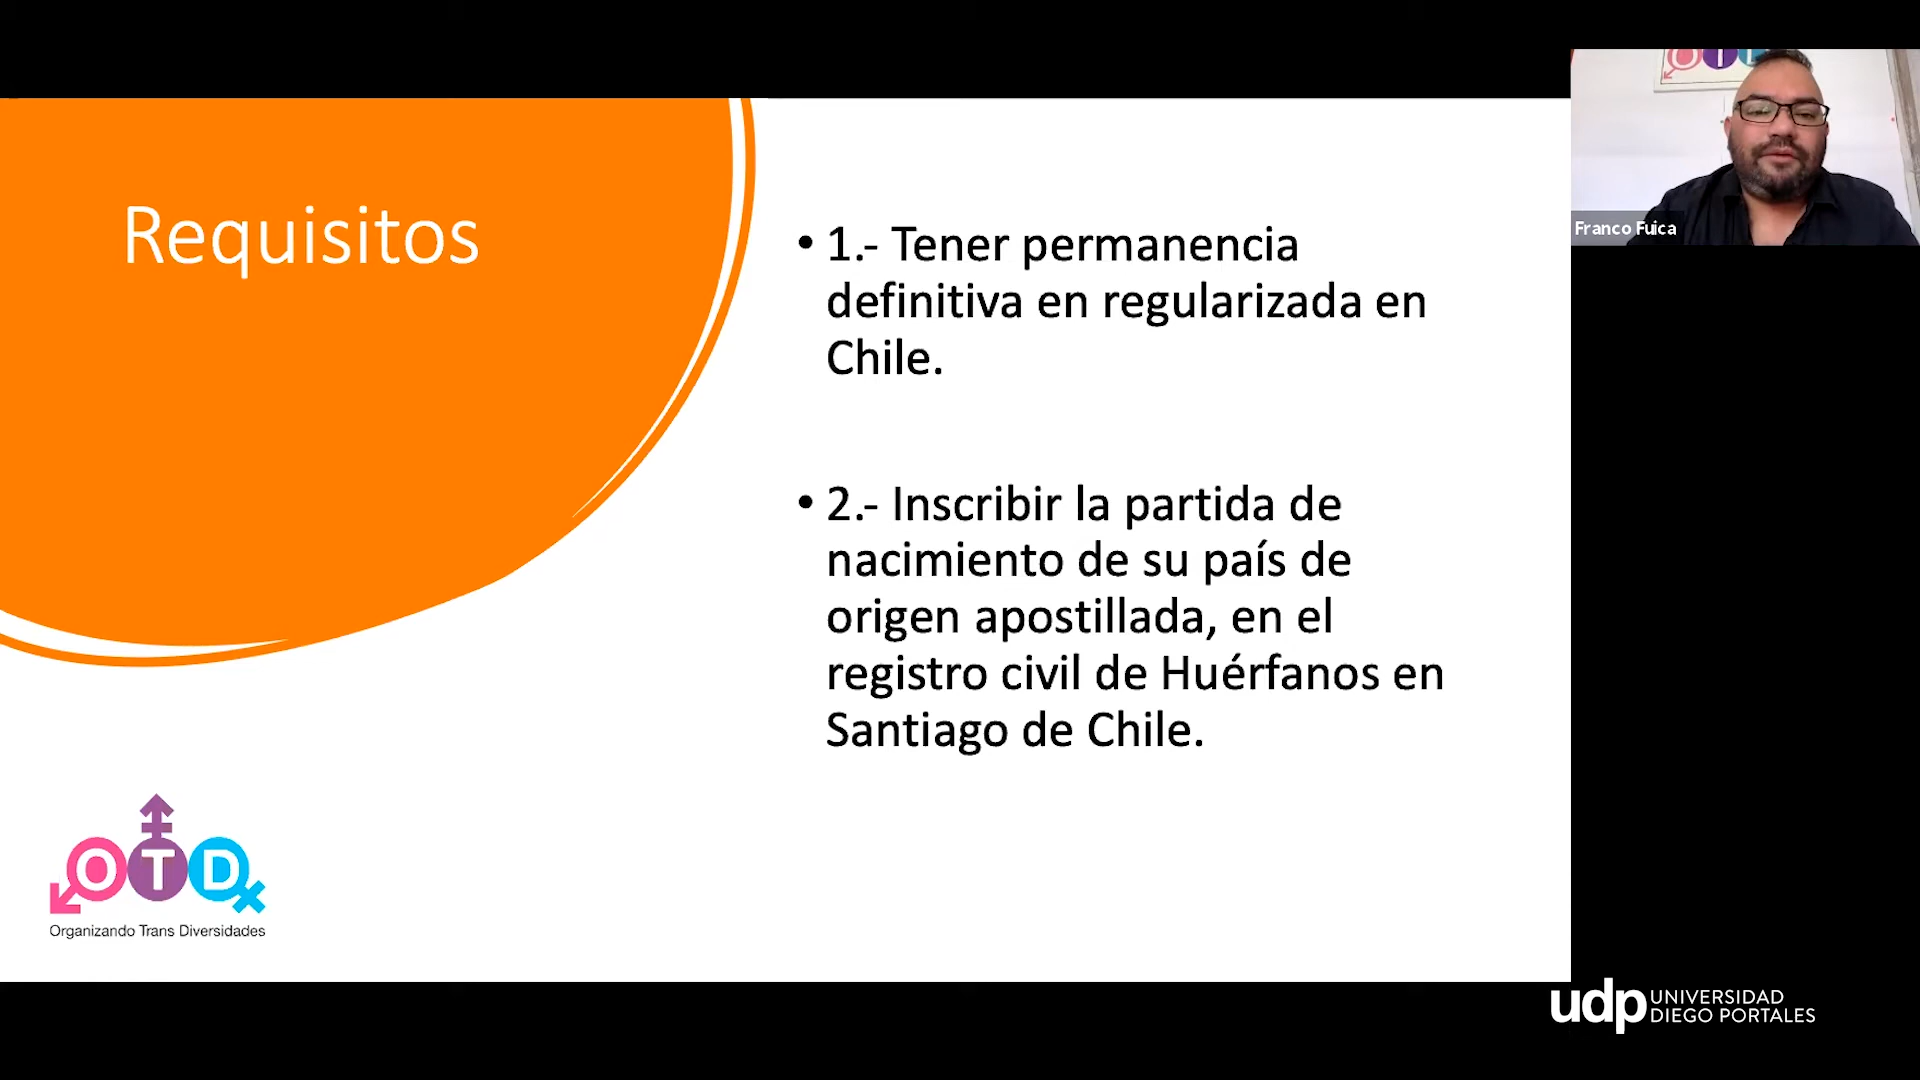 Requisitos
• 1.- Tener permanencia
definitiva en regularizada en
Chile.
• 2.- Inscribir la partida de
nacimiento de su país de
origen apostillada, en el
registro civil de Huérfanos en
Santiago de Chile.
OTD
Organizando Trans Diversidades
Franco Fuica
udp UNIVERSIDAD
DIEGO PORTALES